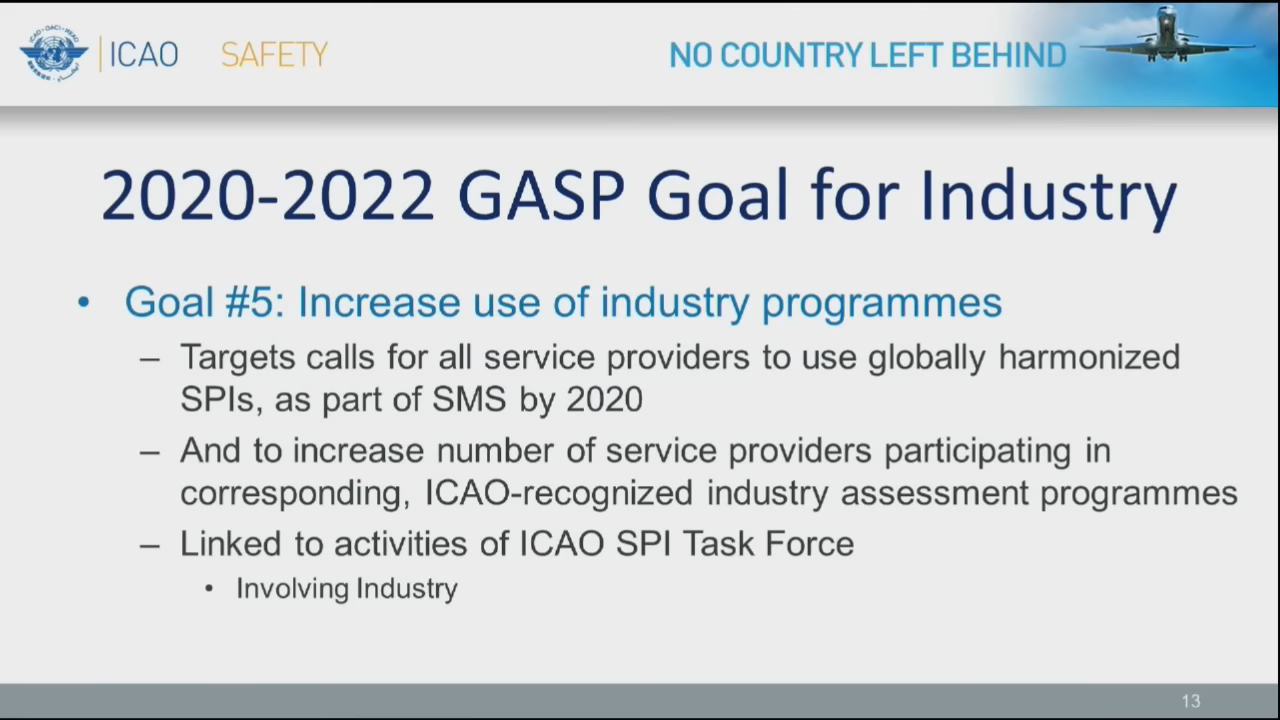 ICAO SAFETY
NO COUNTRY LEFT BEHIND
2020-2022 GASP Goal for Industry
• Goal #5: Increase use of industry programmes
– Targets calls for all service providers to use globally harmonized
SPIs, as part of SMS by 2020
– And to increase number of service providers participating in
corresponding, ICAO-recognized industry assessment programmes
– Linked to activities of ICAO SPI Task Force
• Involving Industry
13